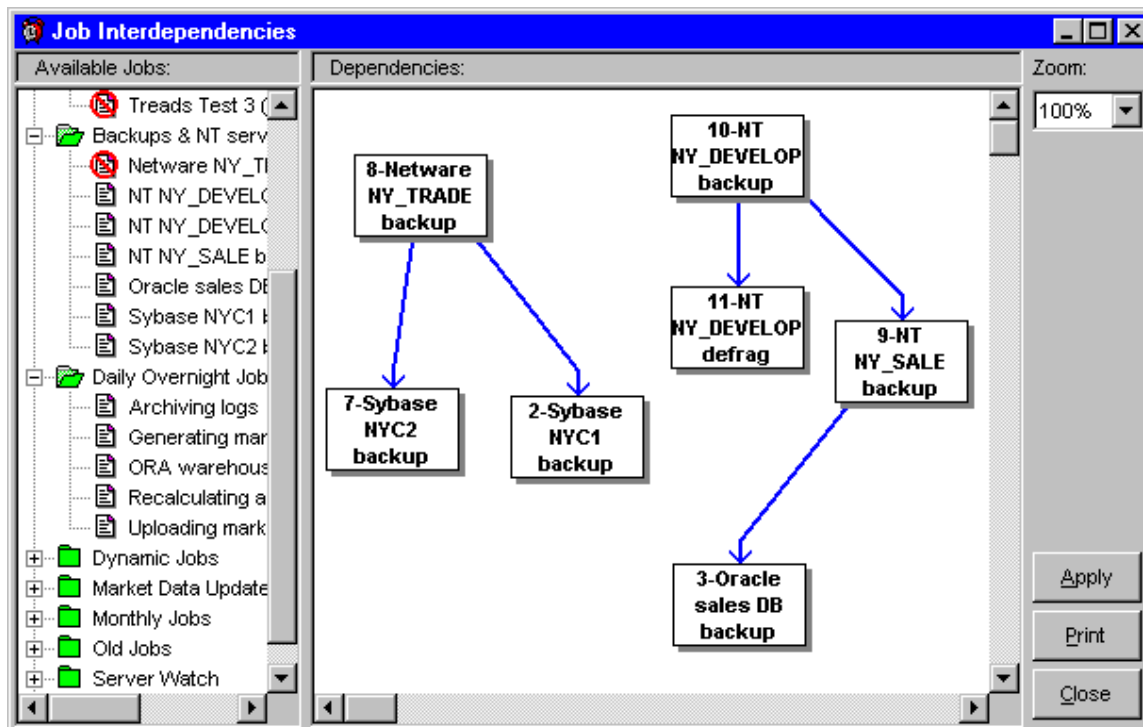 Job Interdependencies
Available Jobs:
Dependencies:
Zoom:
100%
Treads Test 3 (
Backups & NT serv
Netware NY_TI
NT NY_DEVELO
NT NY_DEVELO
NT NY_SALE b
Oracle sales DB
Sybase NYC1 b
Sybase NYC2 b
Daily Overnight Job
Archiving logs
Generating mar
ORA warehous
Recalculating a
Uploading mark
Dynamic Jobs
Market Data Update
Monthly Jobs
Old Jobs
Server Watch
8-Netware
NY_TRADE
backup
10-NT
NY_DEVELOP
backup
11-NT
NY_DEVELOP
defrag
9-NT
NY_SALE
backup
7-Sybase
NYC2
backup
2-Sybase
NYC1
backup
3-Oracle
sales DB
backup
Apply
Print
Close